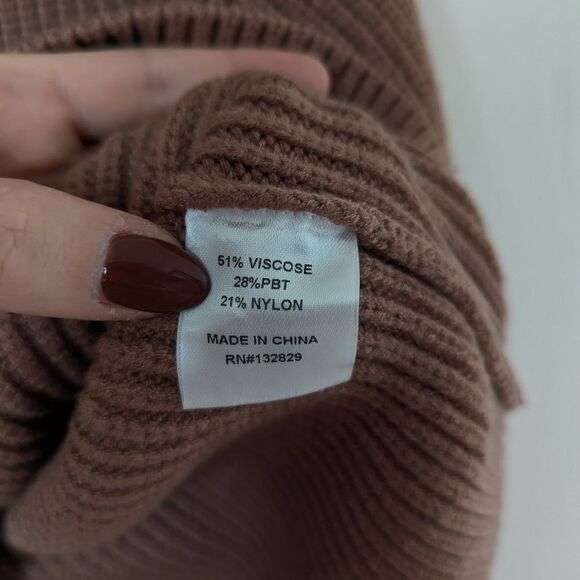 51% VISCOSE
28%PBT
21% NYLON
MADE IN CHINA
RN#132829